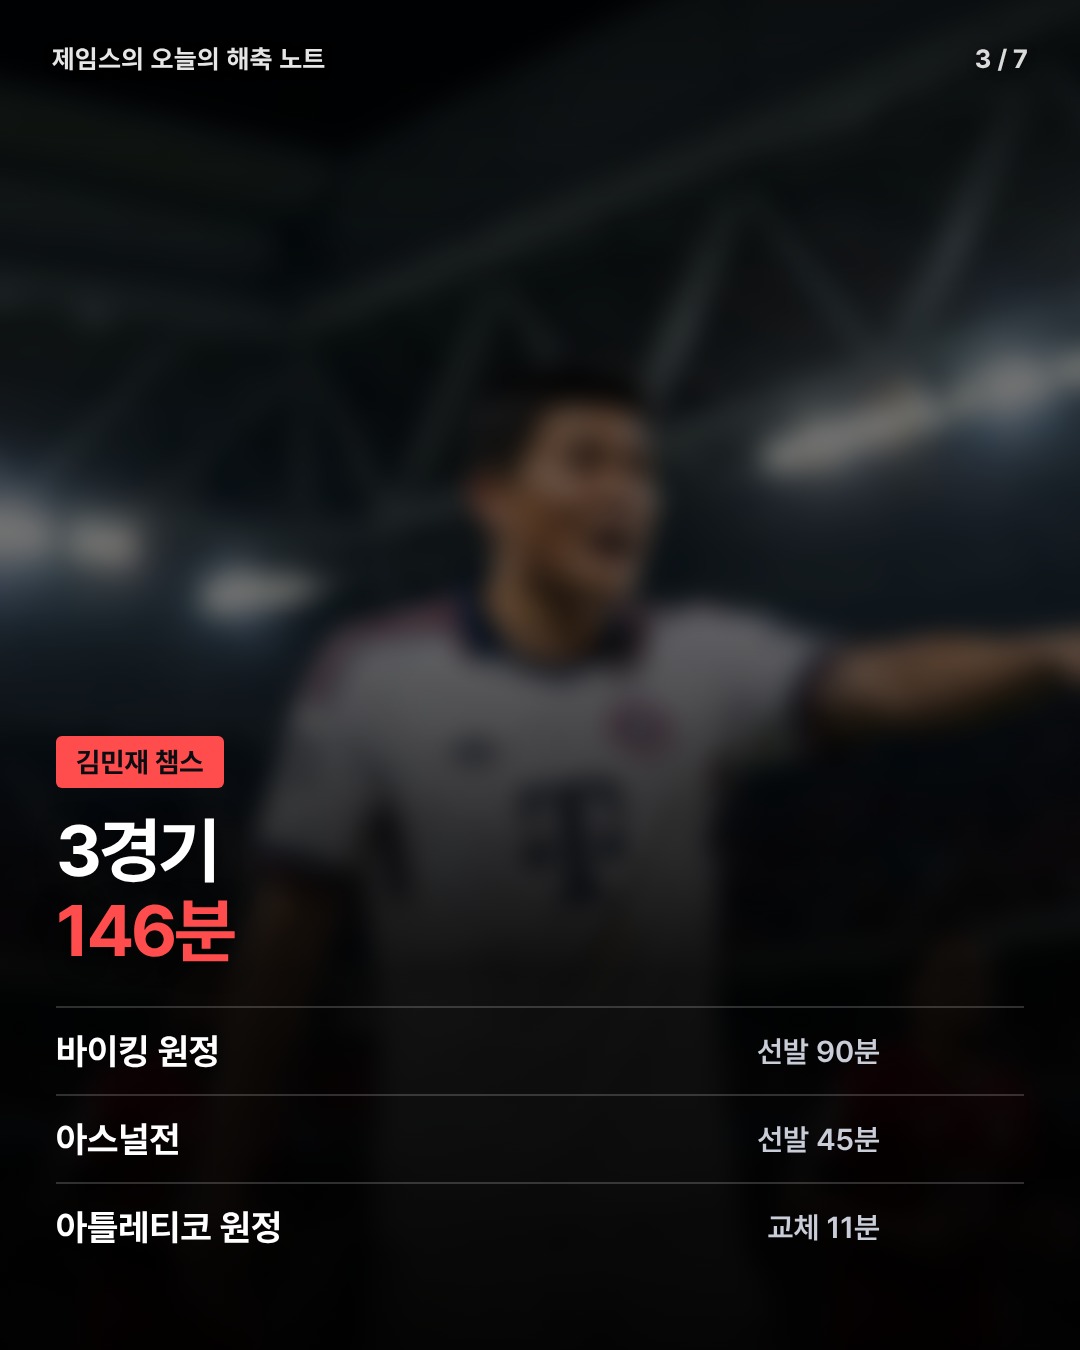 제임스의 오늘의 해축 노트
3 / 7
김민재 챔스
3경기
146분
바이킹 원정
선발 90분
아스널전
선발 45분
아틀레티코 원정
교체 11분